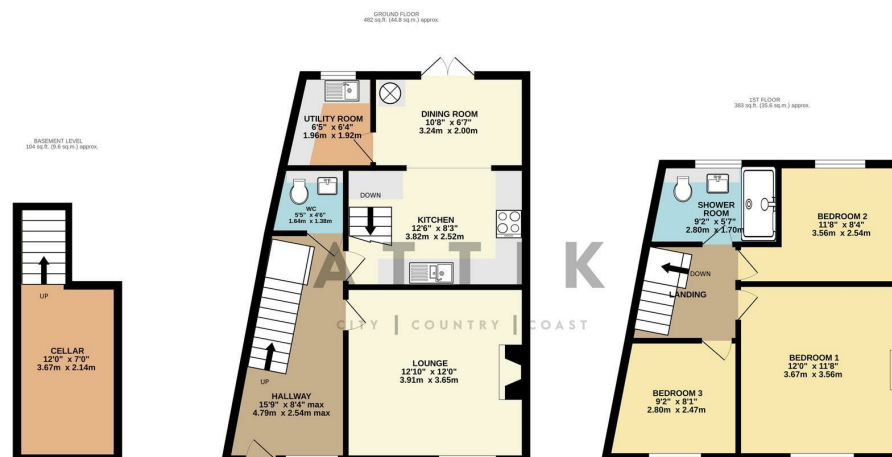 GROUND FLOOR
482 sq.ft. (44.8 sq.m.) approx.
BASEMENT LEVEL
104 sq.ft. (9.6 sq.m.) approx.
1ST FLOOR
383 sq.ft. (35.6 sq.m.) approx.
UP
CELLAR
12'0" x 7'0"
3.67m x 2.14m
UTILITY ROOM
6'5" x 6'4"
1.96m x 1.92m
DINING ROOM
10'8" x 6'7"
3.24m x 2.00m
WC
5'5" x 4'6"
1.64m x 1.38m
DOWN
KITCHEN
12'6" x 8'3"
3.82m x 2.52m
LOUNGE
12'10" x 12'0"
3.91m x 3.65m
UP
HALLWAY
15'9" x 8'4" max
4.79m x 2.54m max
SHOWER
ROOM
9'2" x 5'7"
2.80m x 1.70m
BEDROOM 2
11'8" x 8'4"
3.56m x 2.54m
DOWN
LANDING
BEDROOM 1
12'0" x 11'8"
3.67m x 3.56m
BEDROOM 3
9'2" x 8'1"
2.80m x 2.47m
ATTIK
CITY | COUNTRY | COAST